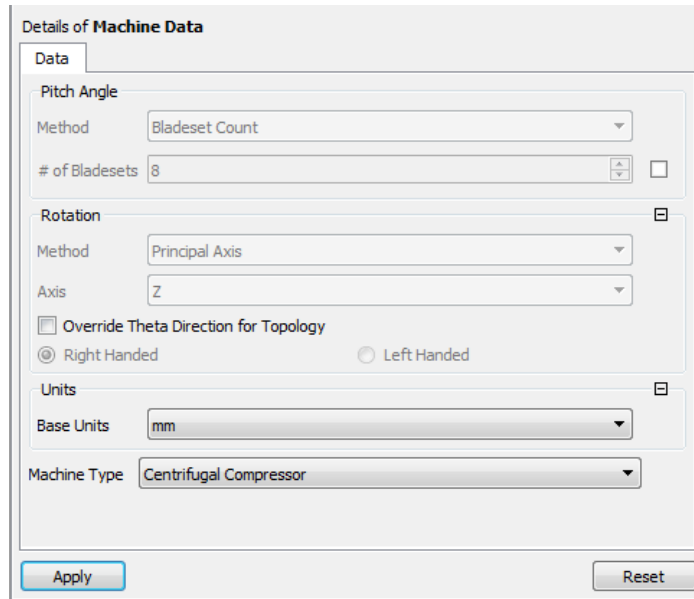 Details of Machine Data
Data
Pitch Angle
Method Bladeset Count
# of Bladesets 8
Rotation
Method Principal Axis
Axis Z
Override Theta Direction for Topology
Right Handed Left Handed
Units
Base Units mm
Machine Type Centrifugal Compressor
Apply Reset